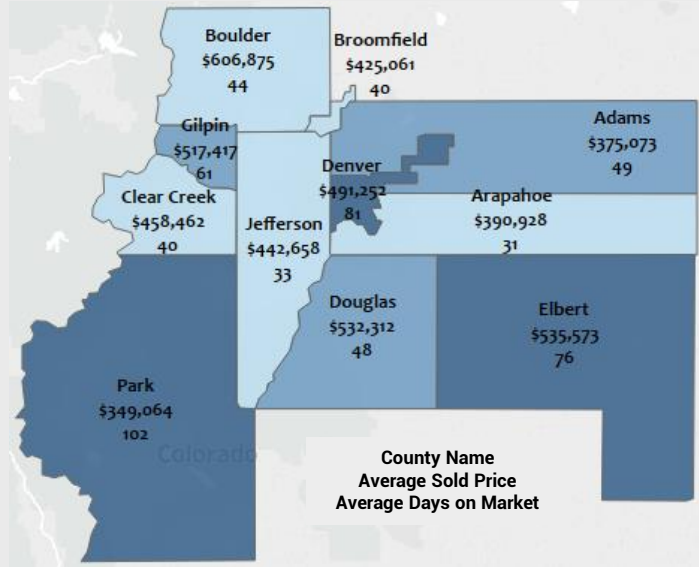 Boulder
$606,875
44
Broomfield
$425,061
40
Gilpin
$517,417
61
Adams
$375,073
49
Denver
$491,252
81
Clear Creek
$458,462
40
Jefferson
$442,658
33
Arapahoe
$390,928
31
Douglas
$532,312
48
Elbert
$535,573
76
Park
$349,064
102
Colorado
County Name
Average Sold Price
Average Days on Market